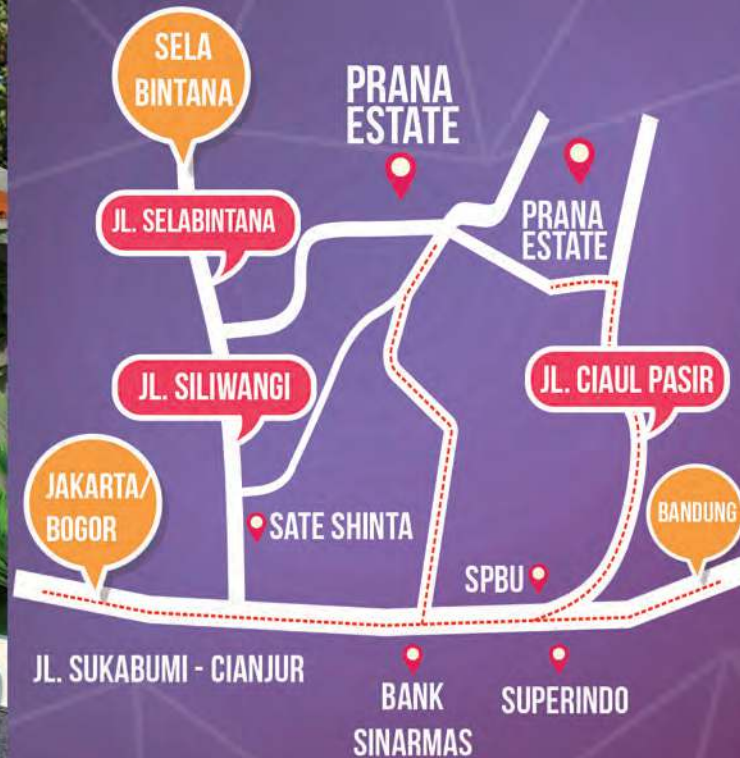 SELA
BINTANA
PRANA
ESTATE
PRANA
ESTATE
JL. SELABINTANA
JL. SILIWANGI
JL. CIAUL PASIR
JAKARTA/
BOGOR
BANDUNG
SATE SHINTA
SPBU
JL. SUKABUMI - CIANJUR
BANK
SINARMAS
SUPERINDO